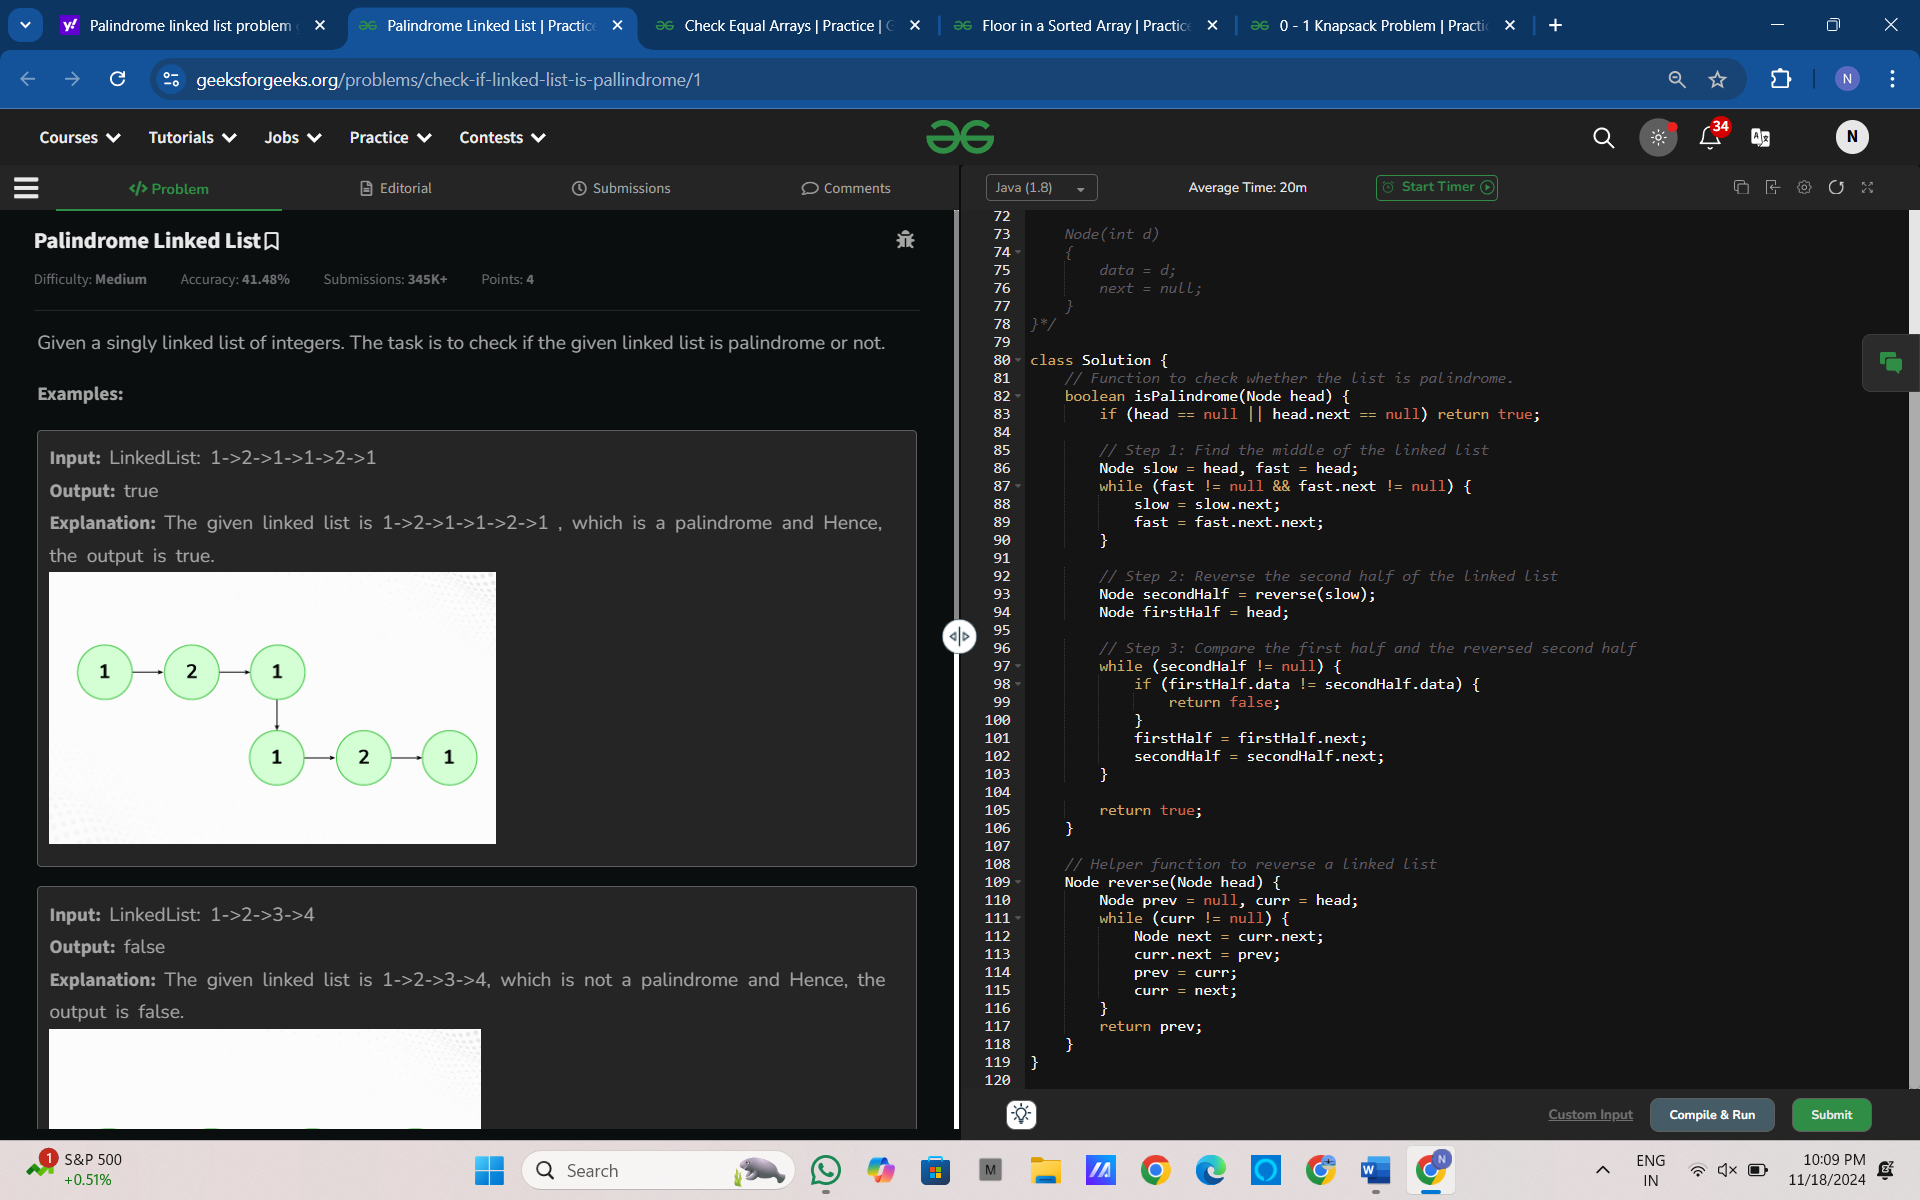 Palindrome linked list problem
Palindrome Linked List | Practice
Check Equal Arrays | Practice | G
Floor in a Sorted Array | Practice
0 - 1 Knapsack Problem | Practi
geeksforgeeks.org/problems/check-if-linked-list-is-pallindrome/1
N
Courses
Tutorials
Jobs
Practice
Contests
34
N
</> Problem
Editorial
Submissions
Comments
Java (1.8)
Average Time: 20m
Start Timer
Palindrome Linked List
Difficulty: Medium Accuracy: 41.48% Submissions: 345K+ Points: 4
Given a singly linked list of integers. The task is to check if the given linked list is palindrome or not.
Examples:
Input: LinkedList: 1->2->1->1->2->1
Output: true
Explanation: The given linked list is 1->2->1->1->2->1 , which is a palindrome and Hence,
the output is true.
1 2 1
1 2 1
Input: LinkedList: 1->2->3->4
Output: false
Explanation: The given linked list is 1->2->3->4, which is not a palindrome and Hence, the
output is false.
72
73 Node(int d)
74 {
75 data = d;
76 next = null;
77 }
78 }*/
79
80 class Solution {
81 // Function to check whether the list is palindrome.
82 boolean isPalindrome(Node head) {
83 if (head == null || head.next == null) return true;
84
85 // Step 1: Find the middle of the linked list
86 Node slow = head, fast = head;
87 while (fast != null && fast.next != null) {
88 slow = slow.next;
89 fast = fast.next.next;
90 }
91
92 // Step 2: Reverse the second half of the linked list
93 Node secondHalf = reverse(slow);
94 Node firstHalf = head;
95
96 // Step 3: Compare the first half and the reversed second half
97 while (secondHalf != null) {
98 if (firstHalf.data != secondHalf.data) {
99 return false;
100 }
101 firstHalf = firstHalf.next;
102 secondHalf = secondHalf.next;
103 }
104
105 return true;
106 }
107
108 // Helper function to reverse a linked list
109 Node reverse(Node head) {
110 Node prev = null, curr = head;
111 while (curr != null) {
112 Node next = curr.next;
113 curr.next = prev;
114 prev = curr;
115 curr = next;
116 }
117 return prev;
118 }
119 }
120
Custom Input
Compile & Run
Submit
1
S&P 500
+0.51%
Search
M
N
ENG
IN
10:09 PM
11/18/2024